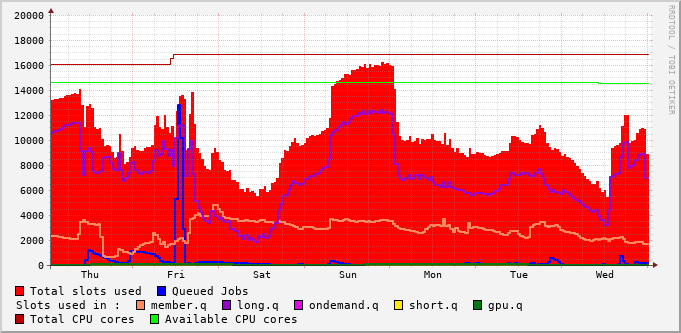 RRDTOOL / TOBI OETIKER
20000
18000
16000
14000
12000
10000
8000
6000
4000
2000
0
Thu Fri Sat Sun Mon Tue Wed
Total slots used Queued Jobs
Slots used in : member.q long.q ondemand.q short.q gpu.q
Total CPU cores Available CPU cores